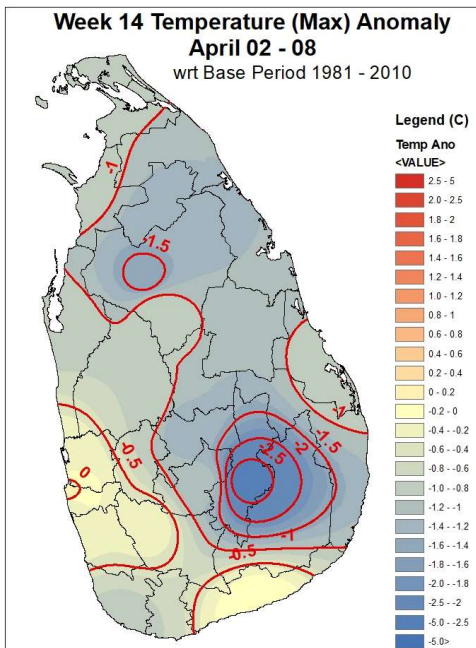 Week 14 Temperature (Max) Anomaly
April 02 - 08
wrt Base Period 1981 - 2010
Legend (C)
Temp Ano
<VALUE>
2.5 - 5
2.0 - 2.5
1.8 - 2
1.6 - 1.8
1.4 - 1.6
1.2 - 1.4
1.0 - 1.2
0.8 - 1
0.6 - 0.8
0.4 - 0.6
0.2 - 0.4
0 - 0.2
-0.2 - 0
-0.4 - -0.2
-0.6 - -0.4
-0.8 - -0.6
-1 - -0.8
-1.2 - -1
-1.4 - -1.2
-1.6 - -1.4
-1.8 - -1.6
-2.0 - -1.8
-2.5 - -2
-5.0 - -2.5
-5.0>
-1
-1.5
-1
-1.5
-2
-2.5
-0.5
0
-1
-0.5